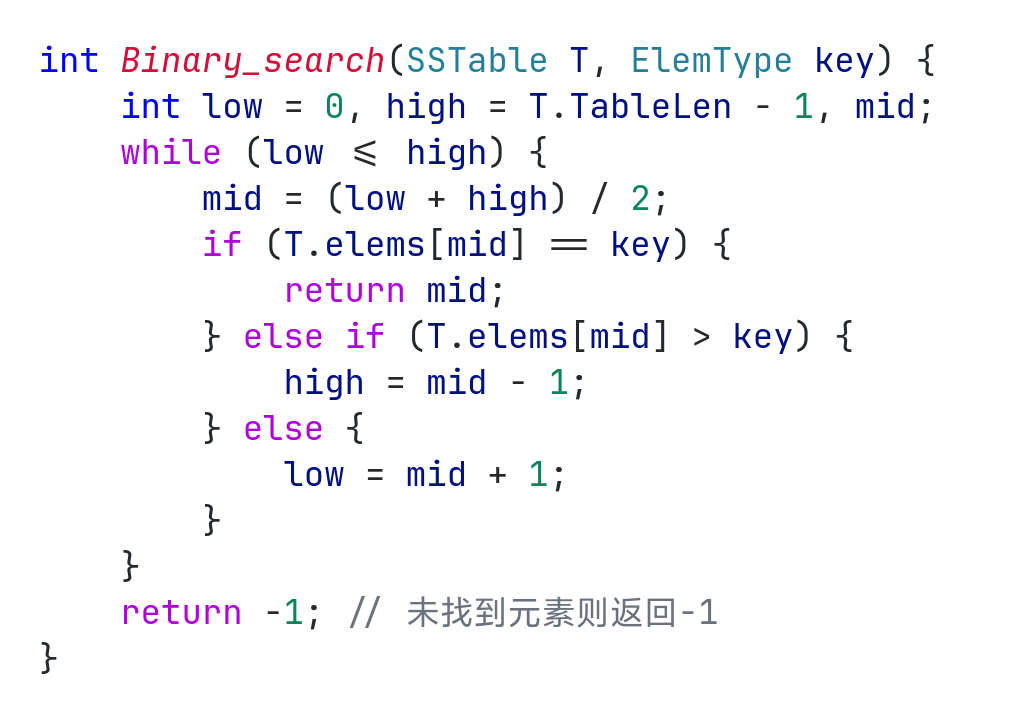 int Binary_search(SSTable T, ElemType key) {
    int low = 0, high = T.TableLen - 1, mid;
    while (low <= high) {
        mid = (low + high) / 2;
        if (T.elems[mid] == key) {
            return mid;
        } else if (T.elems[mid] > key) {
            high = mid - 1;
        } else {
            low = mid + 1;
        }
    }
    return -1; // 未找到元素则返回-1
}